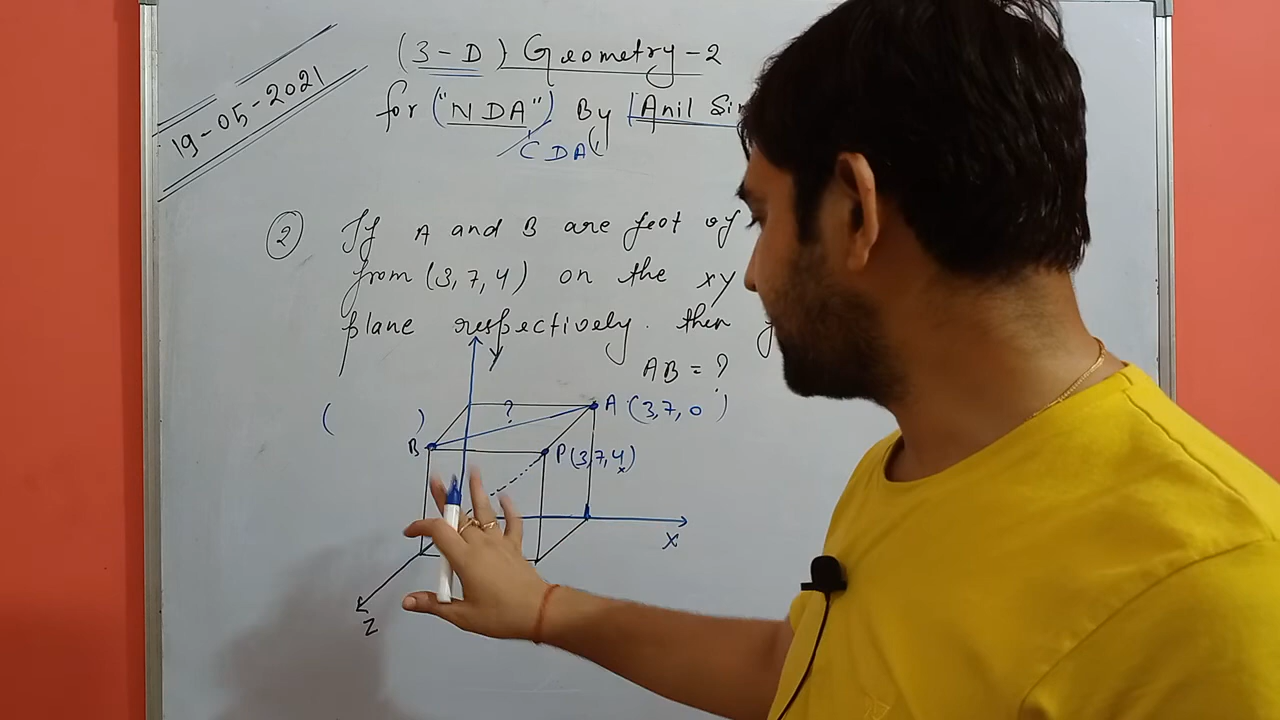 19-05-2021
(3-D) Geometry-2
for ("NDA") By (Anil
CDA
② If A and B are feet of
from (3, 7, 4) on the xy
plane respectively. then
AB = ?
Y
( )
?
A (3, 7, 0)
B
P(3, 7, 4)
x
X
Z